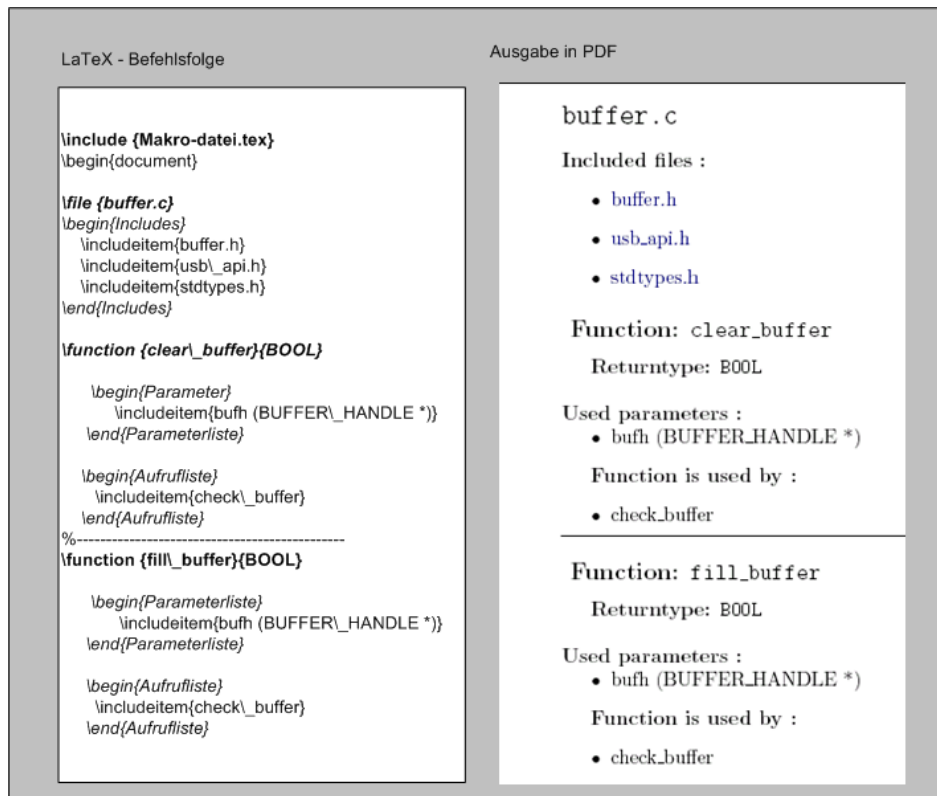 LaTeX - Befehlsfolge
\include {Makro-datei.tex}
\begin{document}
\file {buffer.c}
\begin{Includes}
\includeitem{buffer.h}
\includeitem{usb\_api.h}
\includeitem{stdtypes.h}
\end{Includes}
\function {clear\_buffer}{BOOL}
\begin{Parameter}
\includeitem{bufh (BUFFER\_HANDLE *)}
\end{Parameterliste}
\begin{Aufrufliste}
\includeitem{check\_buffer}
\end{Aufrufliste}
%-----------------------------------------------
\function {fill\_buffer}{BOOL}
\begin{Parameterliste}
\includeitem{bufh (BUFFER\_HANDLE *)}
\end{Parameterliste}
\begin{Aufrufliste}
\includeitem{check\_buffer}
\end{Aufrufliste}
Ausgabe in PDF
buffer.c
Included files :
• buffer.h
• usb_api.h
• stdtypes.h
Function: clear_buffer
Returntype: BOOL
Used parameters :
• bufh (BUFFER_HANDLE *)
Function is used by :
• check_buffer
Function: fill_buffer
Returntype: BOOL
Used parameters :
• bufh (BUFFER_HANDLE *)
Function is used by :
• check_buffer